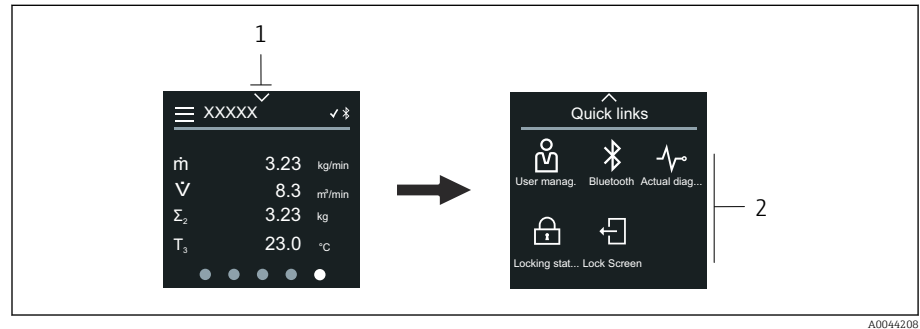 1
XXXXX
ṁ 3.23 kg/min
V̇ 8.3 m³/min
Σ₂ 3.23 kg
T₃ 23.0 °C
Quick links
User manag. Bluetooth Actual diag...
Locking stat... Lock Screen
2
A0044208